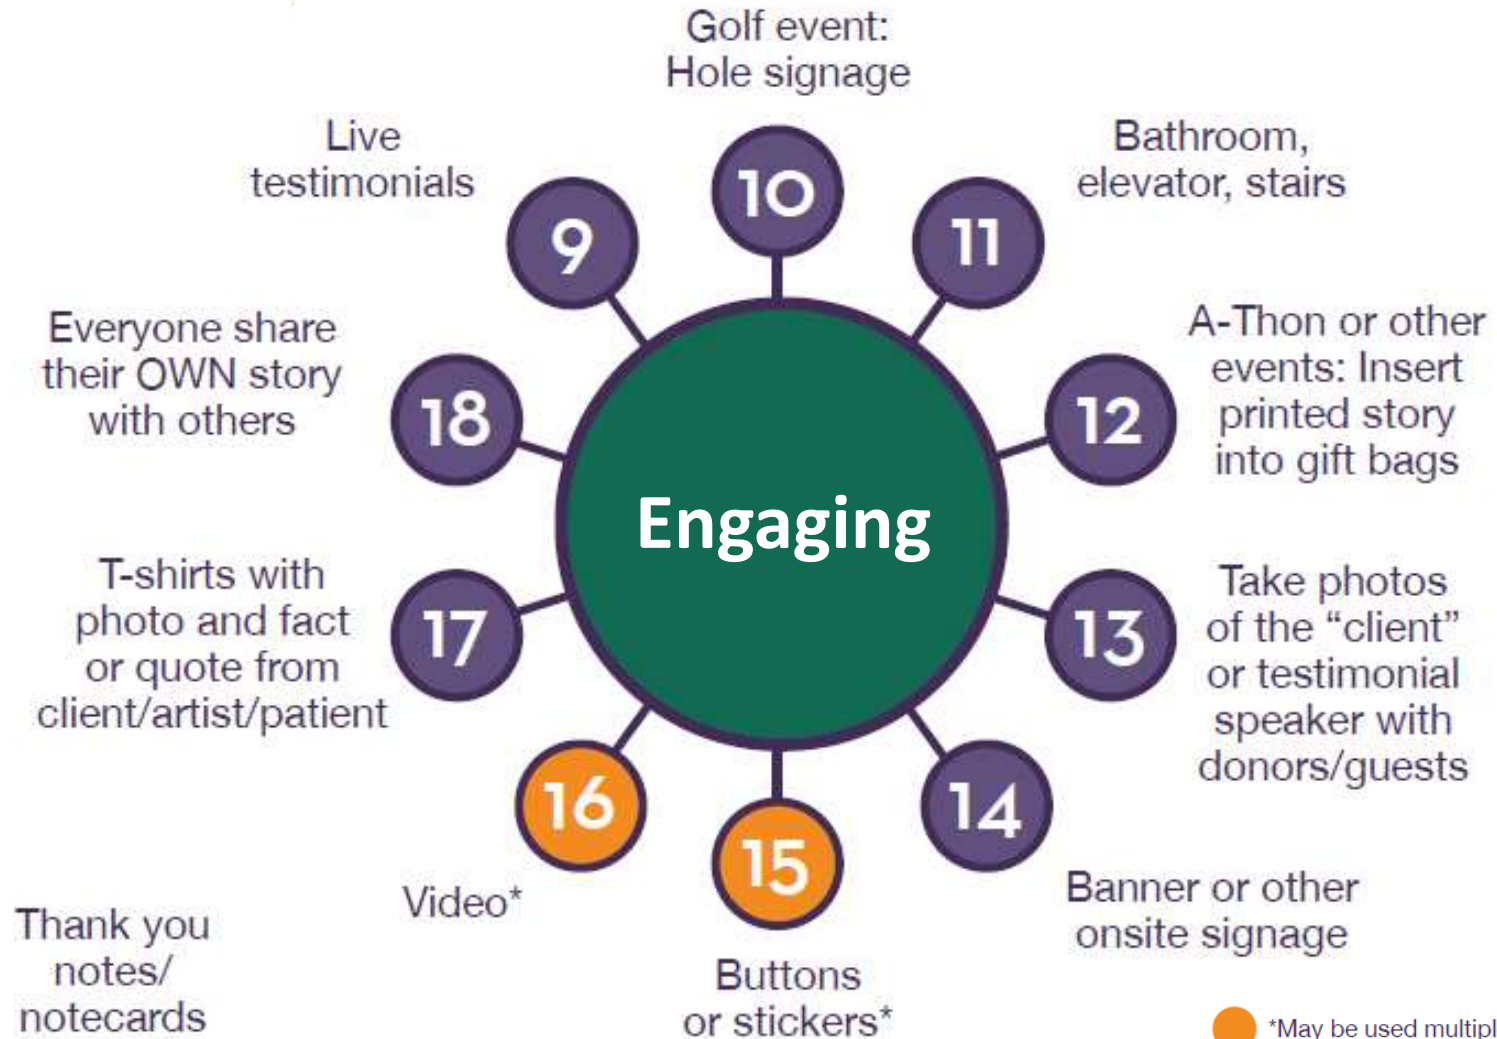 Golf event:
Hole signage
10
Live
testimonials
9
Bathroom,
elevator, stairs
11
Everyone share
their OWN story
with others
18
A-Thon or other
events: Insert
printed story
into gift bags
12
Engaging
T-shirts with
photo and fact
or quote from
client/artist/patient
17
Take photos
of the “client”
or testimonial
speaker with
donors/guests
13
16
Video*
15
Buttons
or stickers*
14
Banner or other
onsite signage
Thank you
notes/
notecards
*May be used